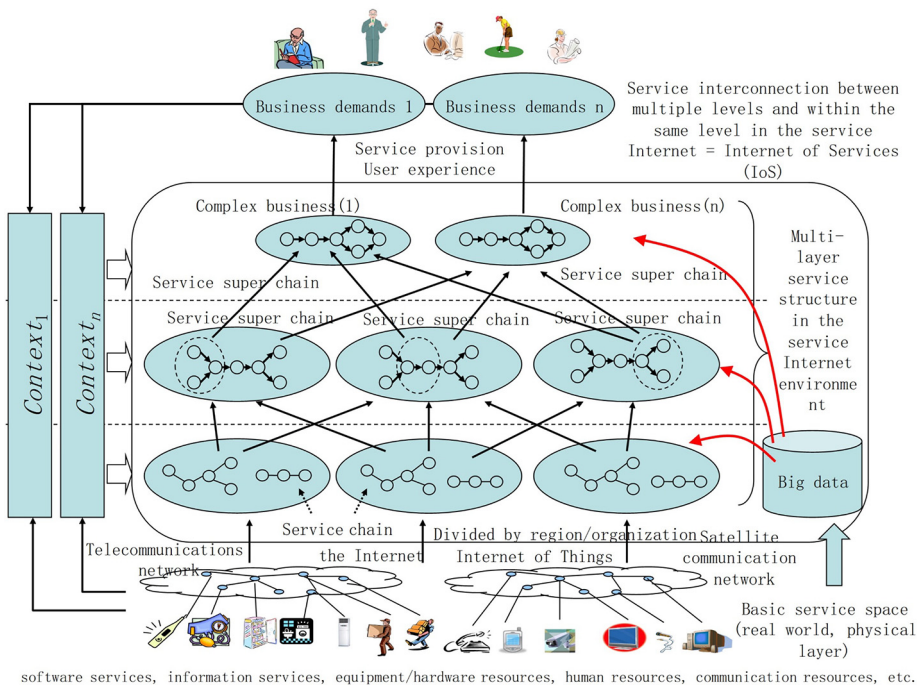 Business demands 1
Business demands n
Service interconnection between
multiple levels and within the
same level in the service
Internet = Internet of Services
(IoS)
Service provision
User experience
Complex business(1)
Complex business(n)
Multi-
layer
service
structure
in the
service
Internet
environme
nt
Service super chain
Service super chain
Service super chain
Service super chain
Service super chain
Context1
Contextn
Big data
Service chain
Divided by region/organization
Telecommunications
network
the Internet
Internet of Things
Satellite
communication
network
Basic service space
(real world, physical
layer)
software services, information services, equipment/hardware resources, human resources, communication resources, etc.